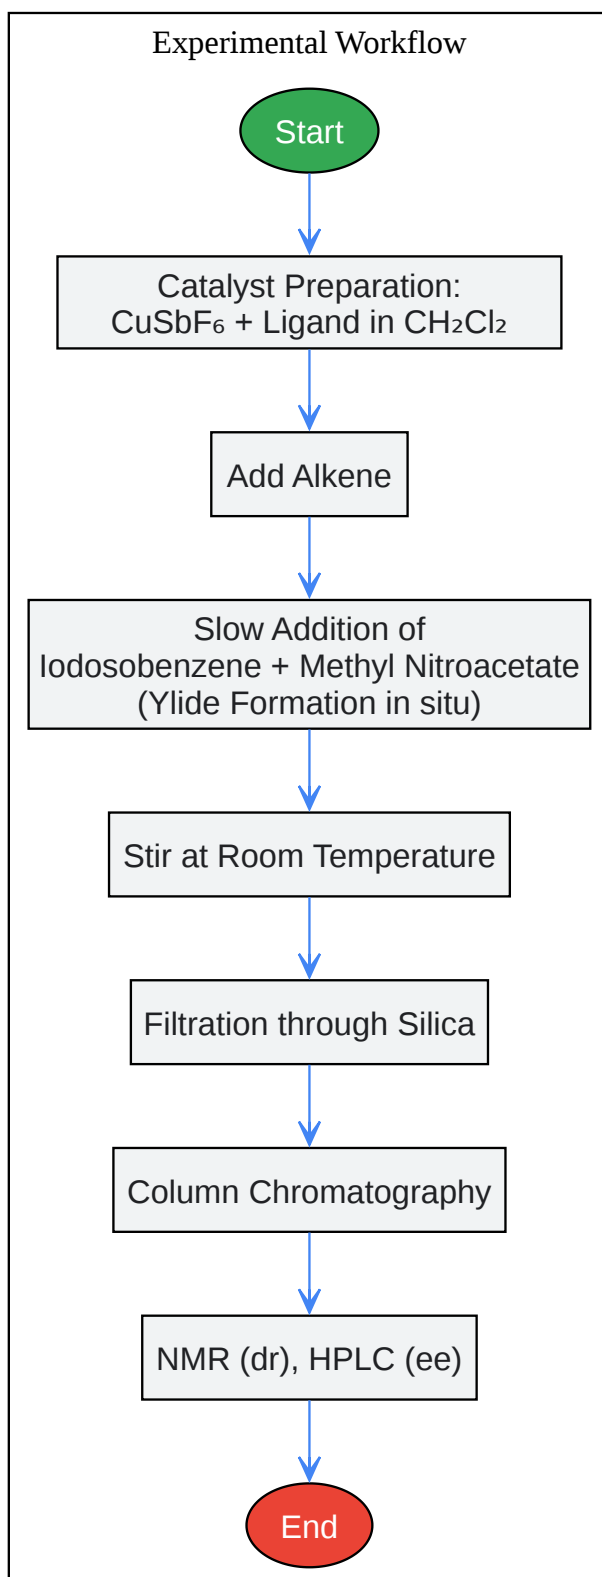 Experimental Workflow
Start
Catalyst Preparation:
CuSbF₆ + Ligand in CH₂Cl₂
Add Alkene
Slow Addition of
Iodosobenzene + Methyl Nitroacetate
(Ylide Formation in situ)
Stir at Room Temperature
Filtration through Silica
Column Chromatography
NMR (dr), HPLC (ee)
End